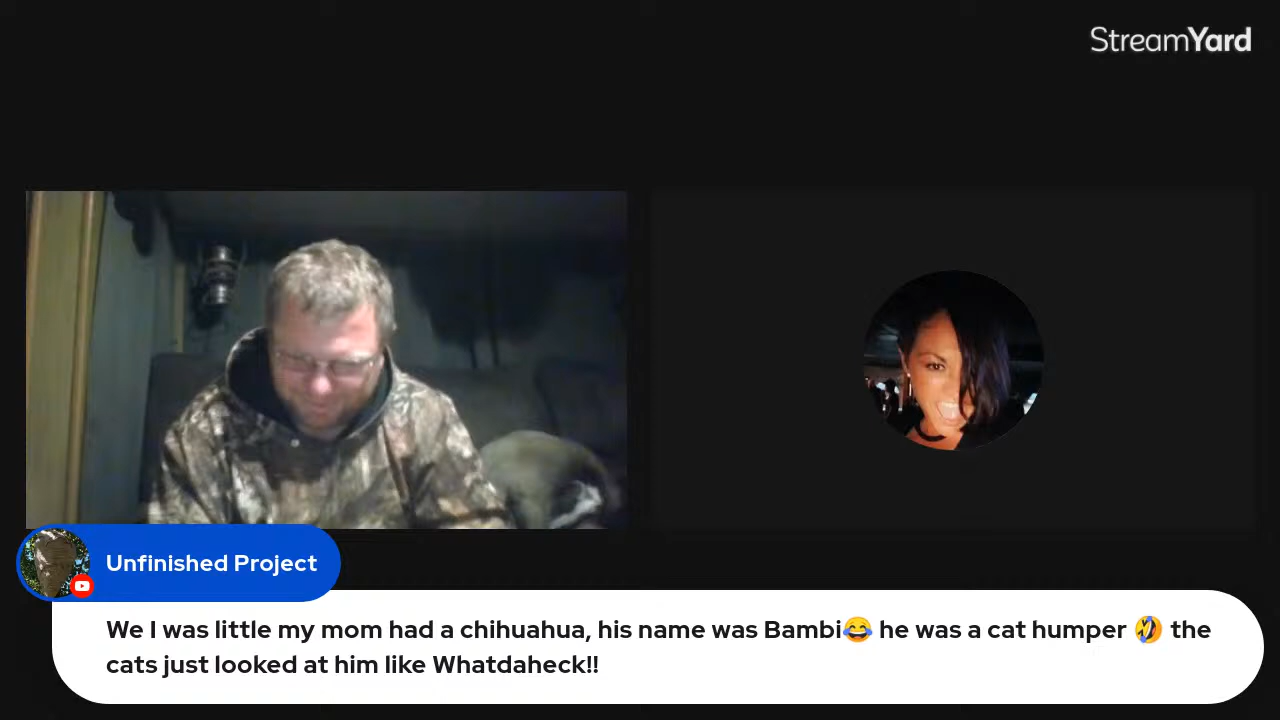 StreamYard
Unfinished Project
We I was little my mom had a chihuahua, his name was Bambi😂 he was a cat humper 🤣 the
cats just looked at him like Whatdaheck!!